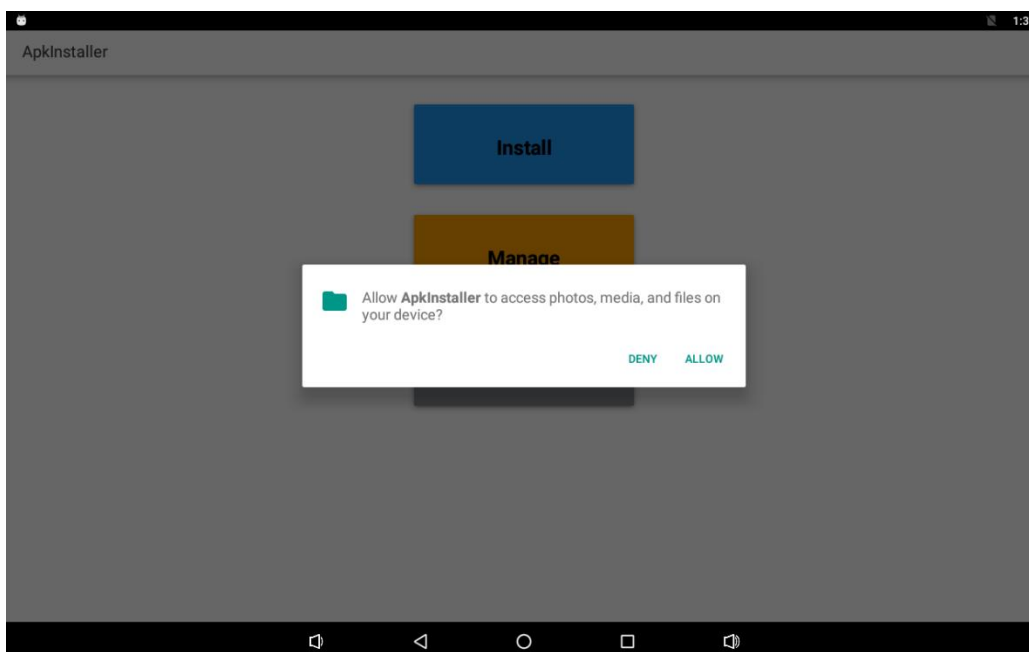 1:3
ApkInstaller
Install
Manage
Allow ApkInstaller to access photos, media, and files on
your device?
DENY ALLOW